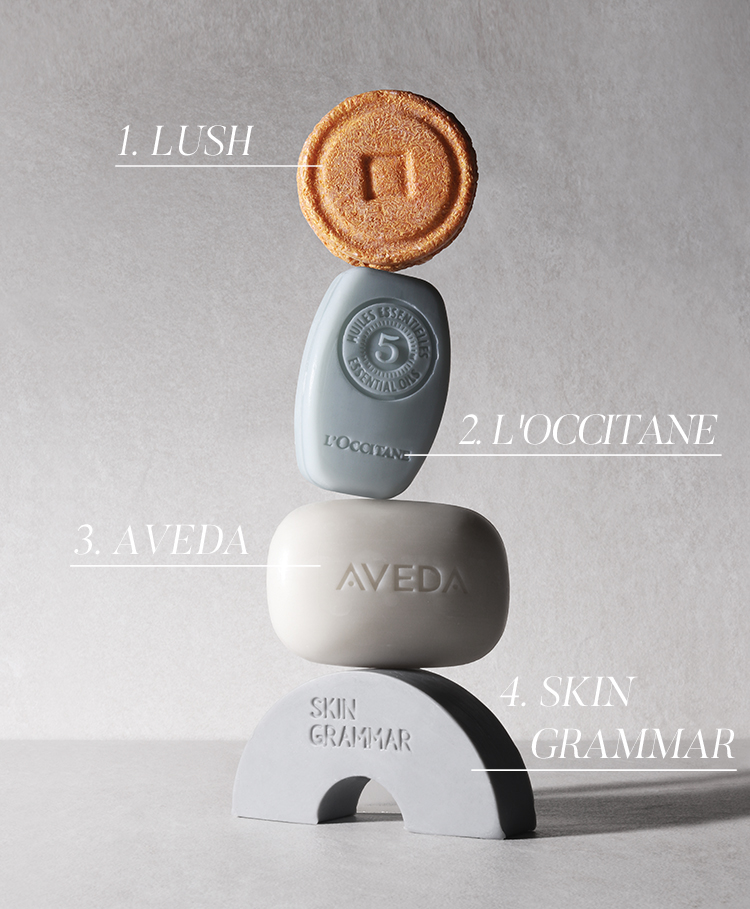 1. LUSH
HUILES ESSENTIELLES
5
ESSENTIAL OILS
L'OCCITANE
2. L'OCCITANE
3. AVEDA
AVEDA
4. SKIN
GRAMMAR
SKIN
GRAMMAR